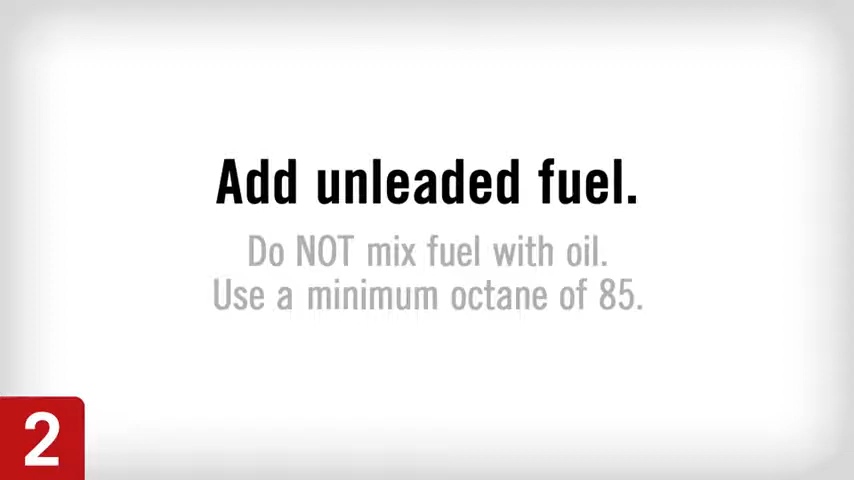 Add unleaded fuel.
Do NOT mix fuel with oil.
Use a minimum octane of 85.
2